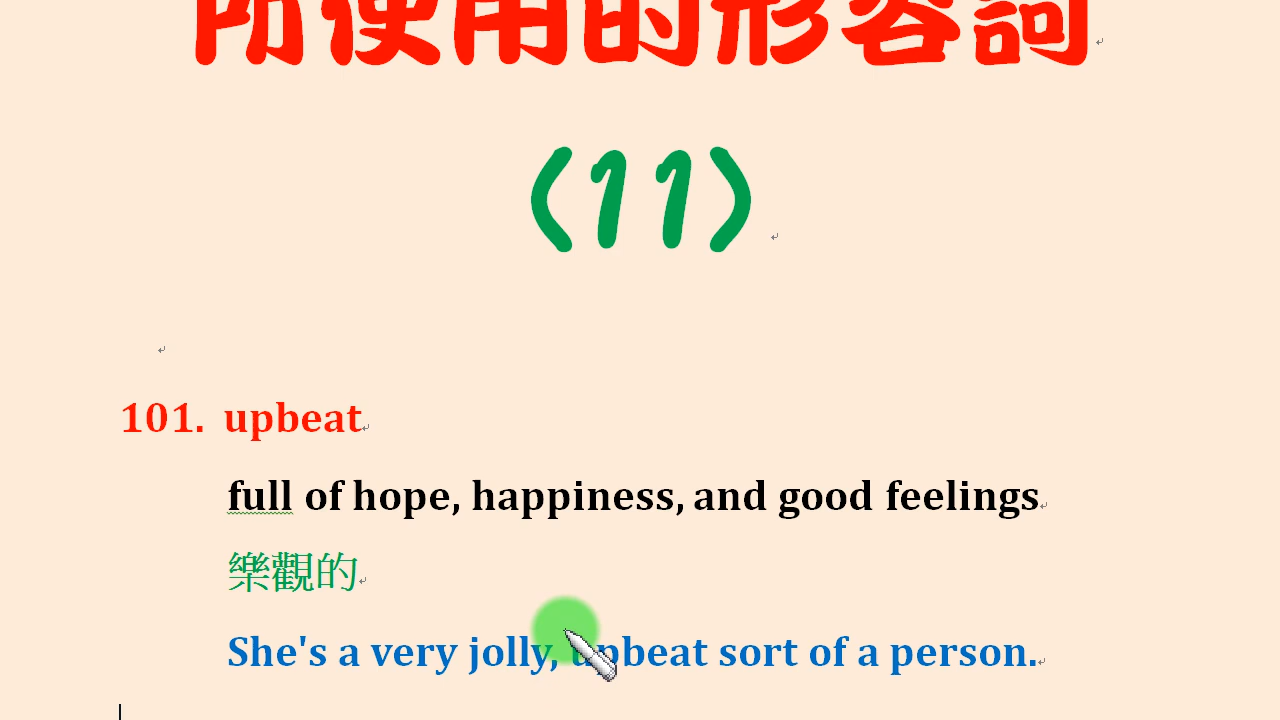 所使用的形容詞
(11)
101. upbeat
full of hope, happiness, and good feelings
樂觀的
She's a very jolly, upbeat sort of a person.